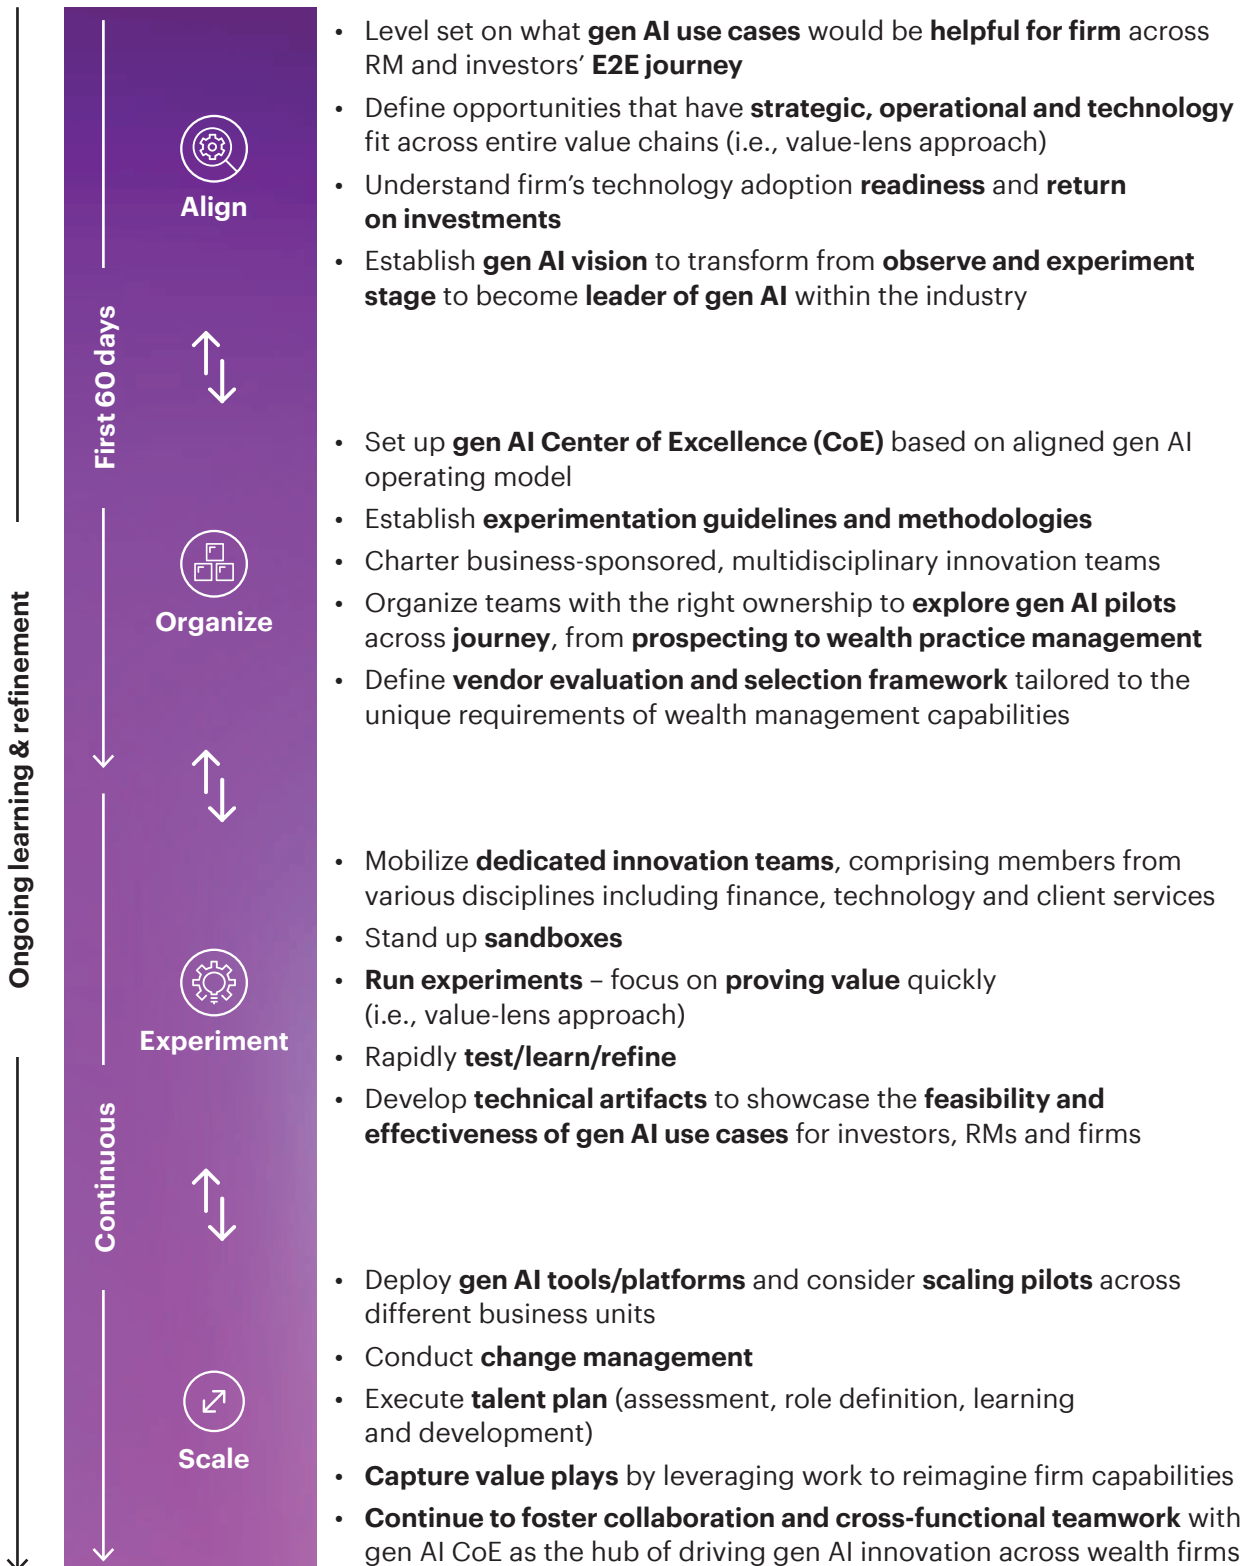 Ongoing learning & refinement
First 60 days
Align
• Level set on what gen AI use cases would be helpful for firm across
RM and investors’ E2E journey
• Define opportunities that have strategic, operational and technology
fit across entire value chains (i.e., value-lens approach)
• Understand firm’s technology adoption readiness and return
on investments
• Establish gen AI vision to transform from observe and experiment
stage to become leader of gen AI within the industry
Organize
• Set up gen AI Center of Excellence (CoE) based on aligned gen AI
operating model
• Establish experimentation guidelines and methodologies
• Charter business-sponsored, multidisciplinary innovation teams
• Organize teams with the right ownership to explore gen AI pilots
across journey, from prospecting to wealth practice management
• Define vendor evaluation and selection framework tailored to the
unique requirements of wealth management capabilities
Continuous
Experiment
• Mobilize dedicated innovation teams, comprising members from
various disciplines including finance, technology and client services
• Stand up sandboxes
• Run experiments – focus on proving value quickly
(i.e., value-lens approach)
• Rapidly test/learn/refine
• Develop technical artifacts to showcase the feasibility and
effectiveness of gen AI use cases for investors, RMs and firms
Scale
• Deploy gen AI tools/platforms and consider scaling pilots across
different business units
• Conduct change management
• Execute talent plan (assessment, role definition, learning
and development)
• Capture value plays by leveraging work to reimagine firm capabilities
• Continue to foster collaboration and cross-functional teamwork with
gen AI CoE as the hub of driving gen AI innovation across wealth firms